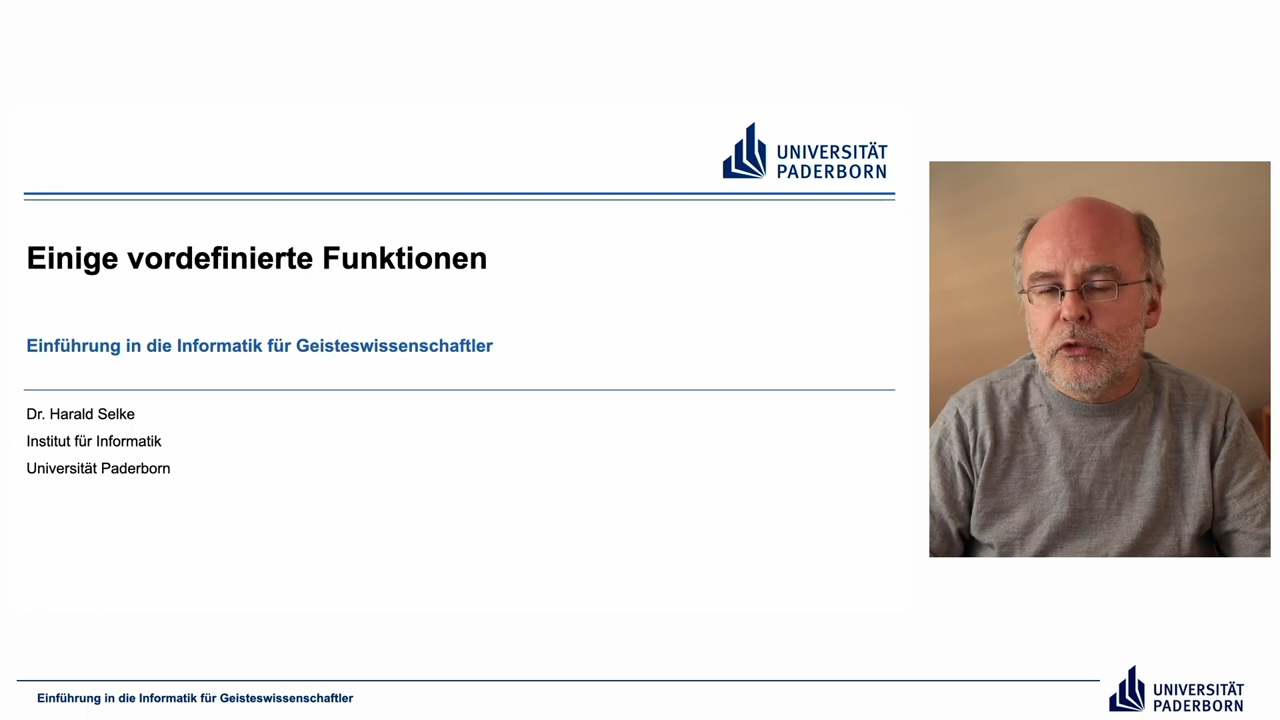 UNIVERSITÄT
PADERBORN
Einige vordefinierte Funktionen
Einführung in die Informatik für Geisteswissenschaftler
Dr. Harald Selke
Institut für Informatik
Universität Paderborn
Einführung in die Informatik für Geisteswissenschaftler
UNIVERSITÄT
PADERBORN